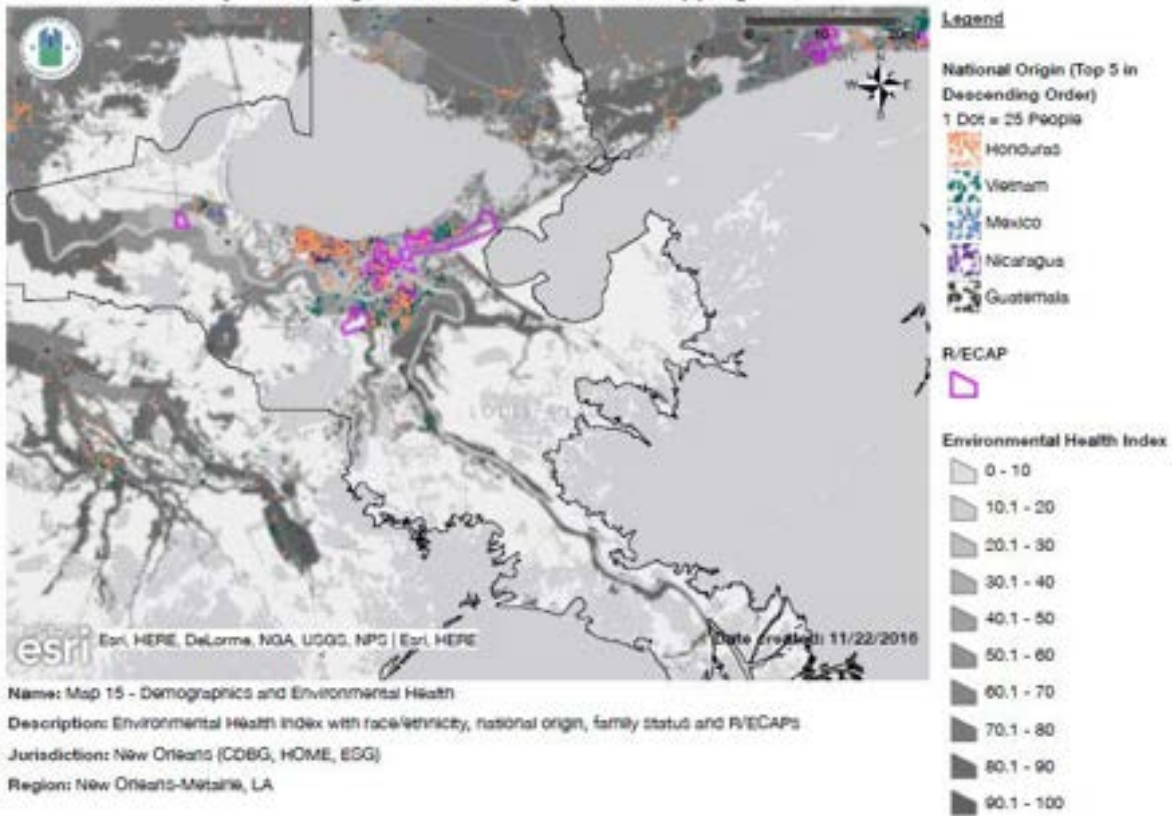 Legend
National Origin (Top 5 in
Descending Order)
1 Dot = 25 People
Honduras
Vietnam
Mexico
Nicaragua
Guatemala
R/ECAP
Environmental Health Index
0 - 10
10.1 - 20
20.1 - 30
30.1 - 40
40.1 - 50
50.1 - 60
60.1 - 70
70.1 - 80
80.1 - 90
90.1 - 100
W E
esri
Esri, HERE, DeLorme, NGA, USGS, NPS | Esri, HERE
Date created: 11/22/2016
Name: Map 15 - Demographics and Environmental Health
Description: Environmental Health Index with race/ethnicity, national origin, family status and R/ECAPs
Jurisdiction: New Orleans (CDBG, HOME, ESG)
Region: New Orleans-Metairie, LA